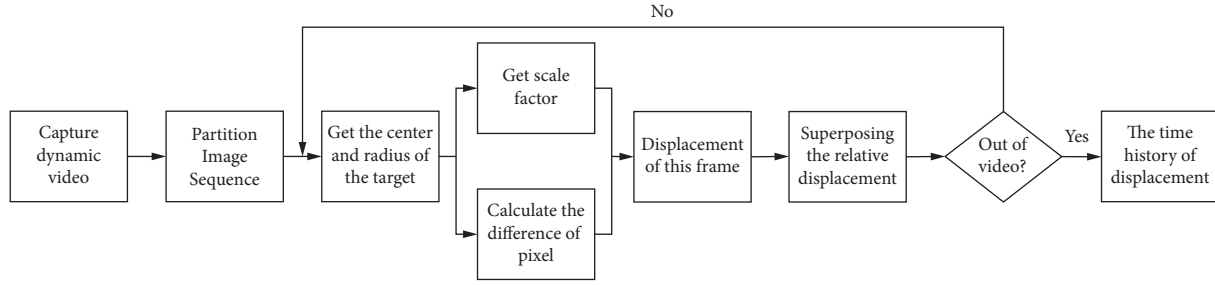 No
Capture
dynamic
video
Partition
Image
Sequence
Get the center
and radius of
the target
Get scale
factor
Calculate the
difference of
pixel
Displacement
of this frame
Superposing
the relative
displacement
Out of
video?
Yes
The time
history of
displacement